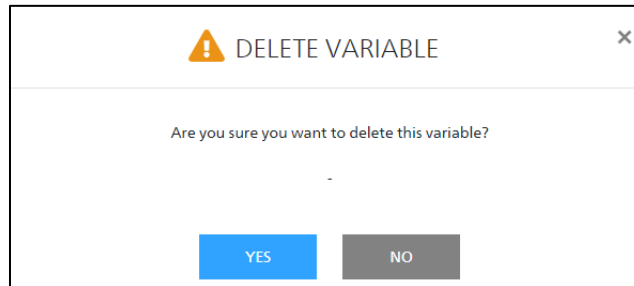 DELETE VARIABLE
Are you sure you want to delete this variable?
-
YES NO